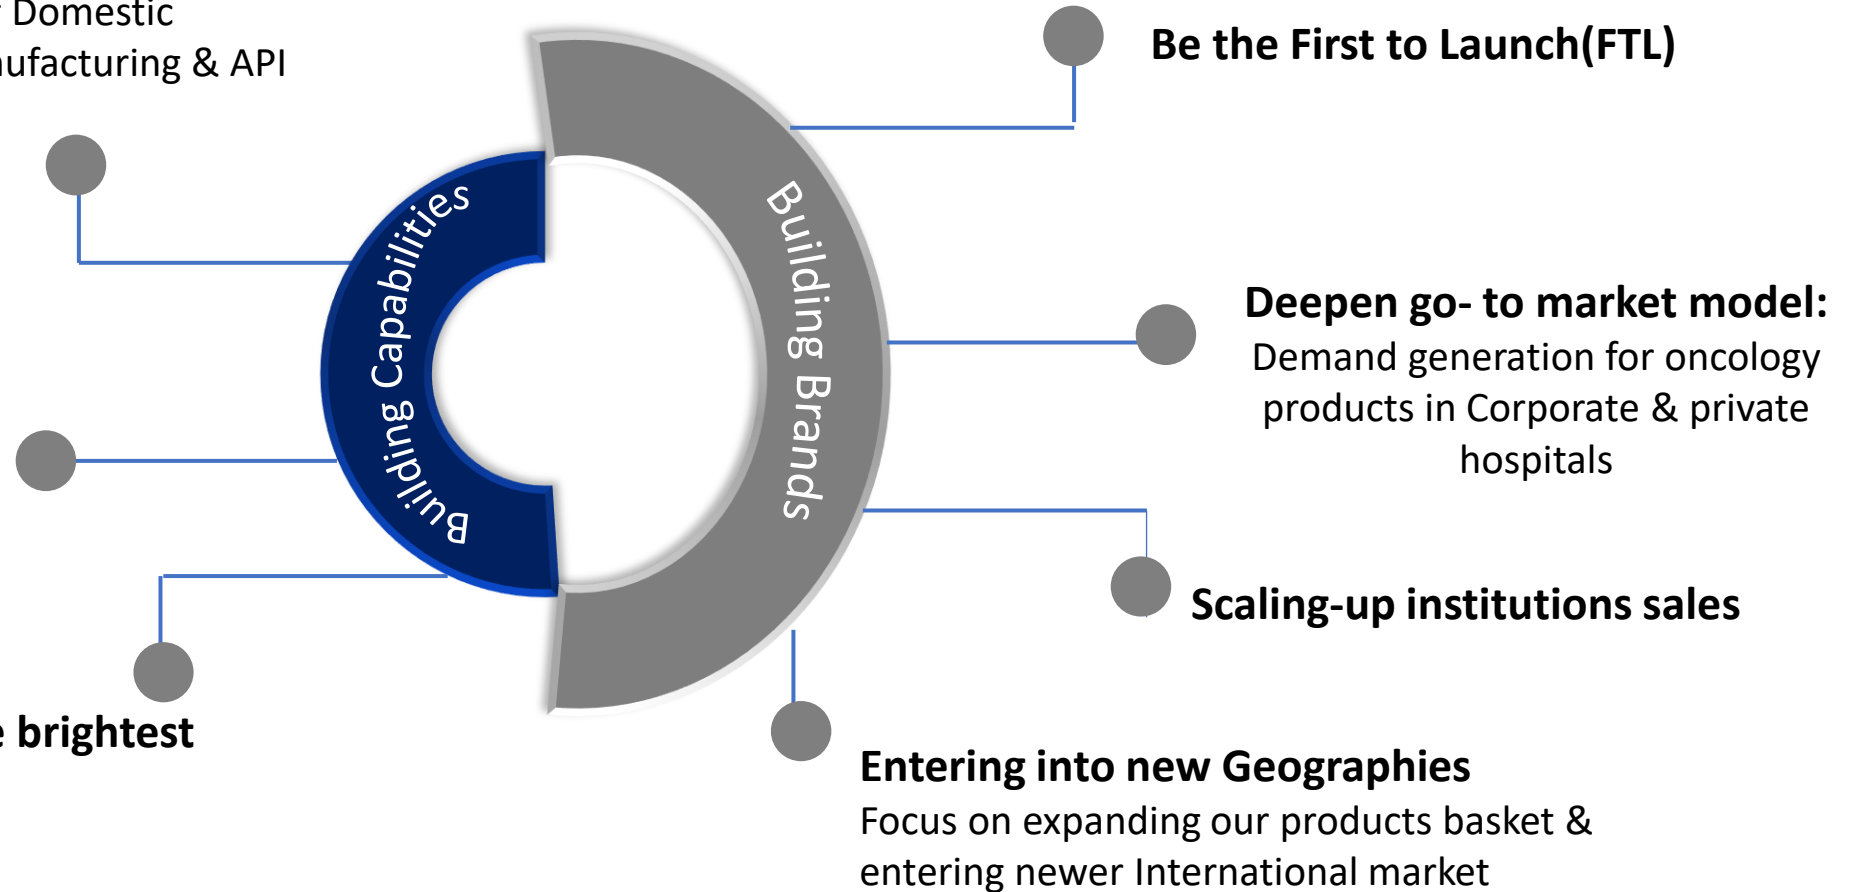 Domestic
& API
Building Capabilities
brightest
Building Brands
Be the First to Launch(FTL)
Deepen go- to market model:
Demand generation for oncology
products in Corporate & private
hospitals
Scaling-up institutions sales
Entering into new Geographies
Focus on expanding our products basket &
entering newer International market